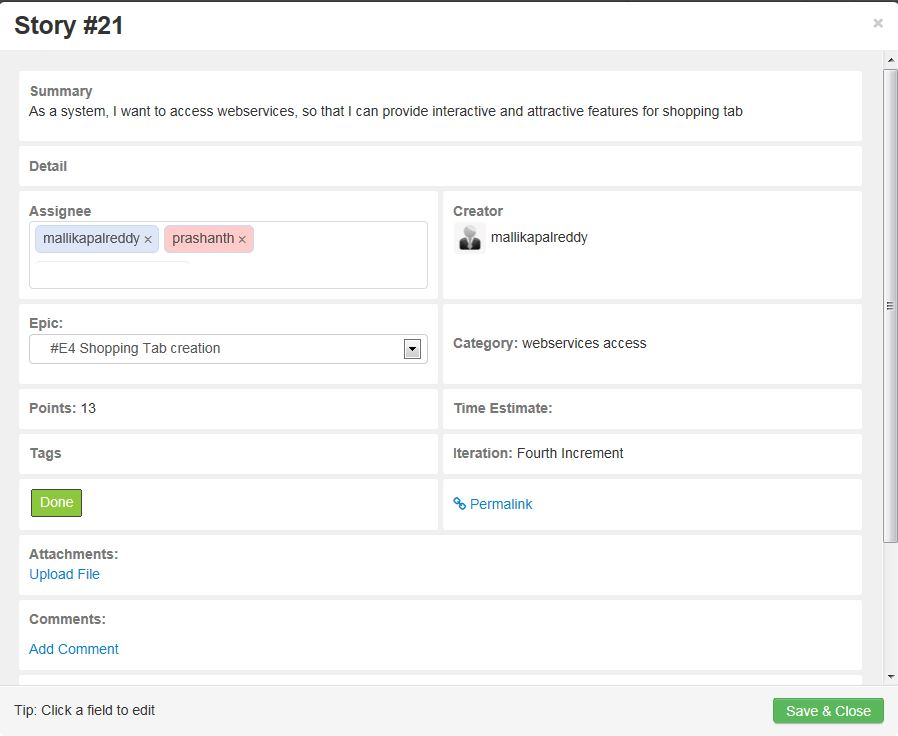 Story #21
×
Summary
As a system, I want to access webservices, so that I can provide interactive and attractive features for shopping tab
Detail
Assignee
mallikapalreddy × prashanth ×
Creator
mallikapalreddy
Epic:
#E4 Shopping Tab creation
Category: webservices access
Points: 13
Time Estimate:
Tags
Iteration: Fourth Increment
Done
Permalink
Attachments:
Upload File
Comments:
Add Comment
Tip: Click a field to edit
Save & Close